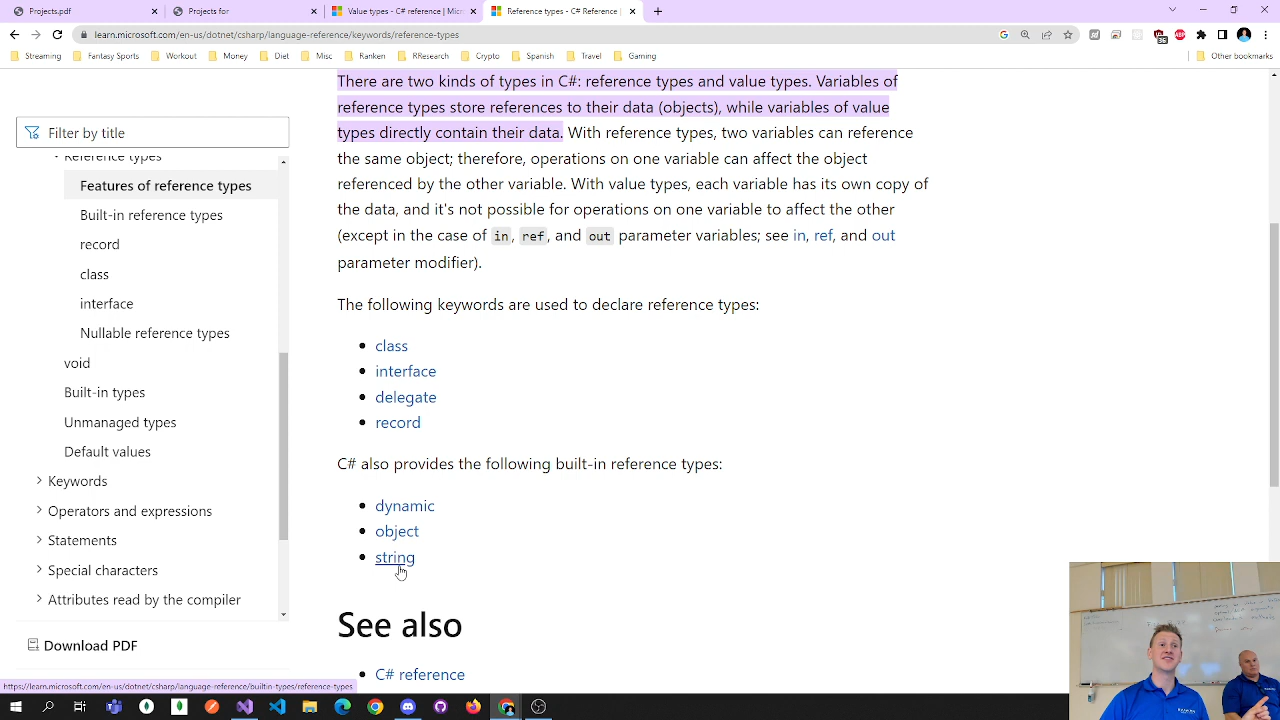 Projects.pdf
Projects for
Value types - C# reference | Micr
Reference types - C# Reference |
learn.microsoft.com/en-us/dotnet/csharp/language-reference/keywords/reference-types
Streaming
Fantasy Sports
Workout
Money
Diet
Misc
Ranken
RResearch
Crypto
Spanish
Travel
Gaming
Other bookmarks
Filter by title
Reference types
Features of reference types
Built-in reference types
record
class
interface
Nullable reference types
void
Built-in types
Unmanaged types
Default values
Keywords
Operators and expressions
Statements
Special characters
Attributes read by the compiler
Download PDF
There are two kinds of types in C#: reference types and value types. Variables of
reference types store references to their data (objects), while variables of value
types directly contain their data. With reference types, two variables can reference
the same object; therefore, operations on one variable can affect the object
referenced by the other variable. With value types, each variable has its own copy of
the data, and it's not possible for operations on one variable to affect the other
(except in the case of in, ref, and out parameter variables; see in, ref, and out
parameter modifier).
The following keywords are used to declare reference types:
class
interface
delegate
record
C# also provides the following built-in reference types:
dynamic
object
string
See also
C# reference
https://learn.microsoft.com/en-us/dotnet/csharp/language-reference/builtin-types/reference-types